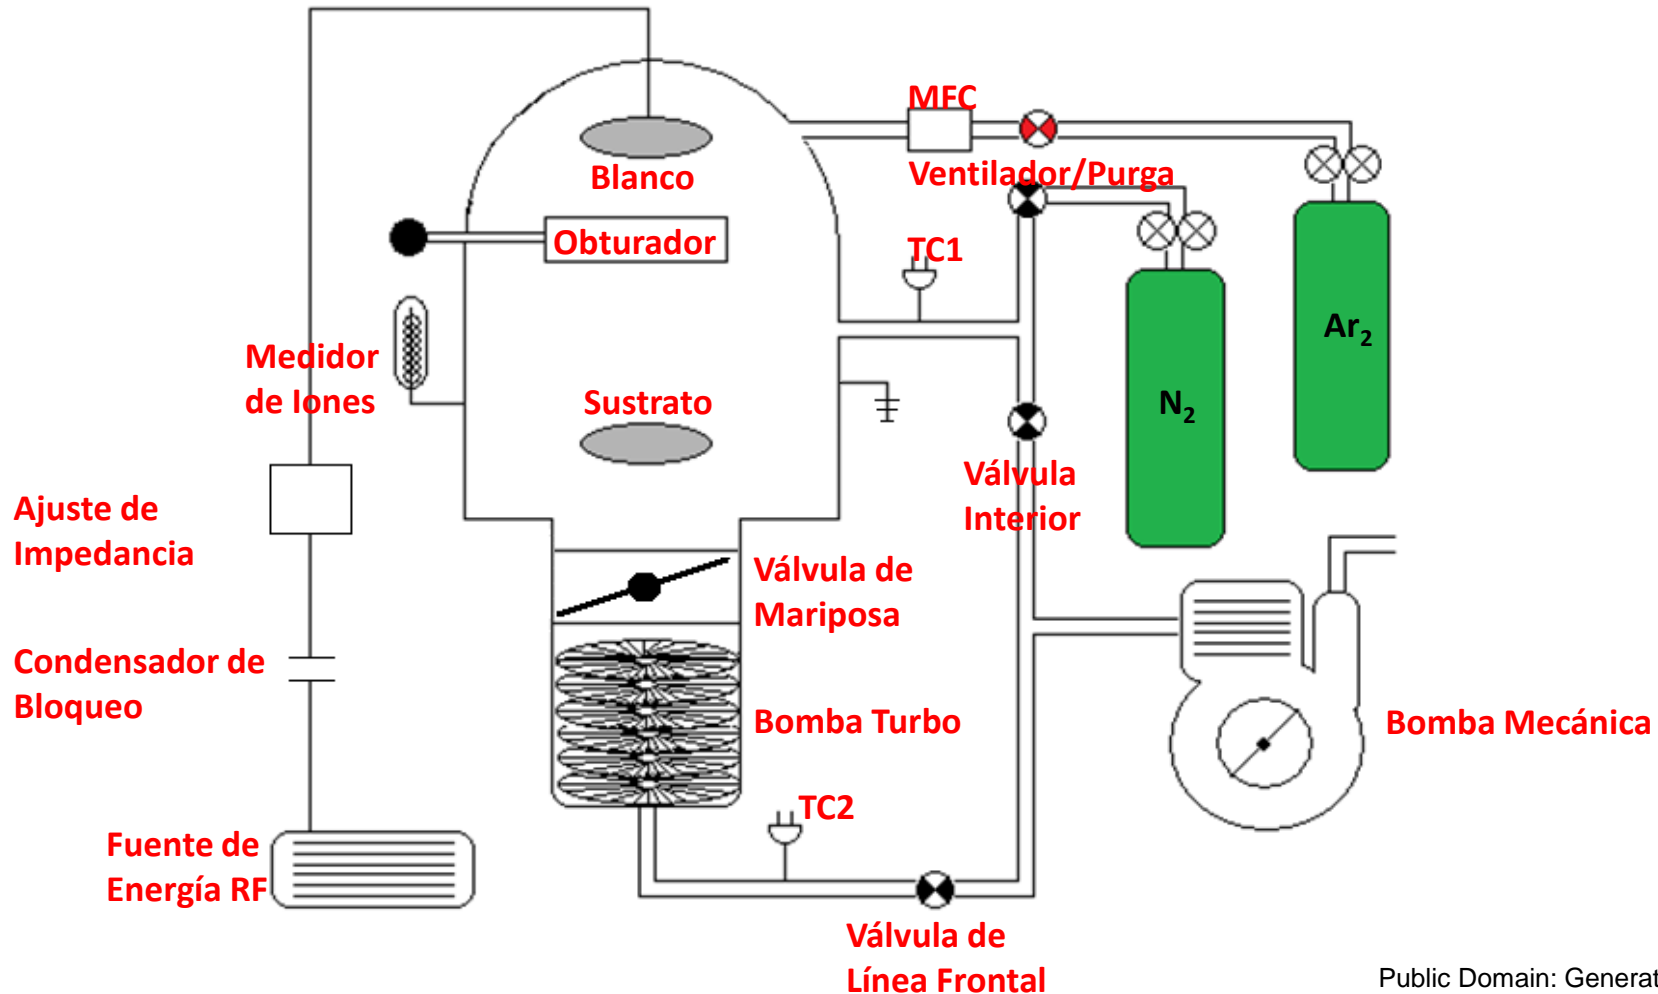 MFC
Blanco
Ventilador/Purga
Obturador
TC1
Ar₂
Medidor
de Iones
Sustrato
N₂
Válvula
Interior
Ajuste de
Impedancia
Válvula de
Mariposa
Condensador de
Bloqueo
Bomba Turbo
Bomba Mecánica
TC2
Fuente de
Energía RF
Válvula de
Línea Frontal
Public Domain: Generat